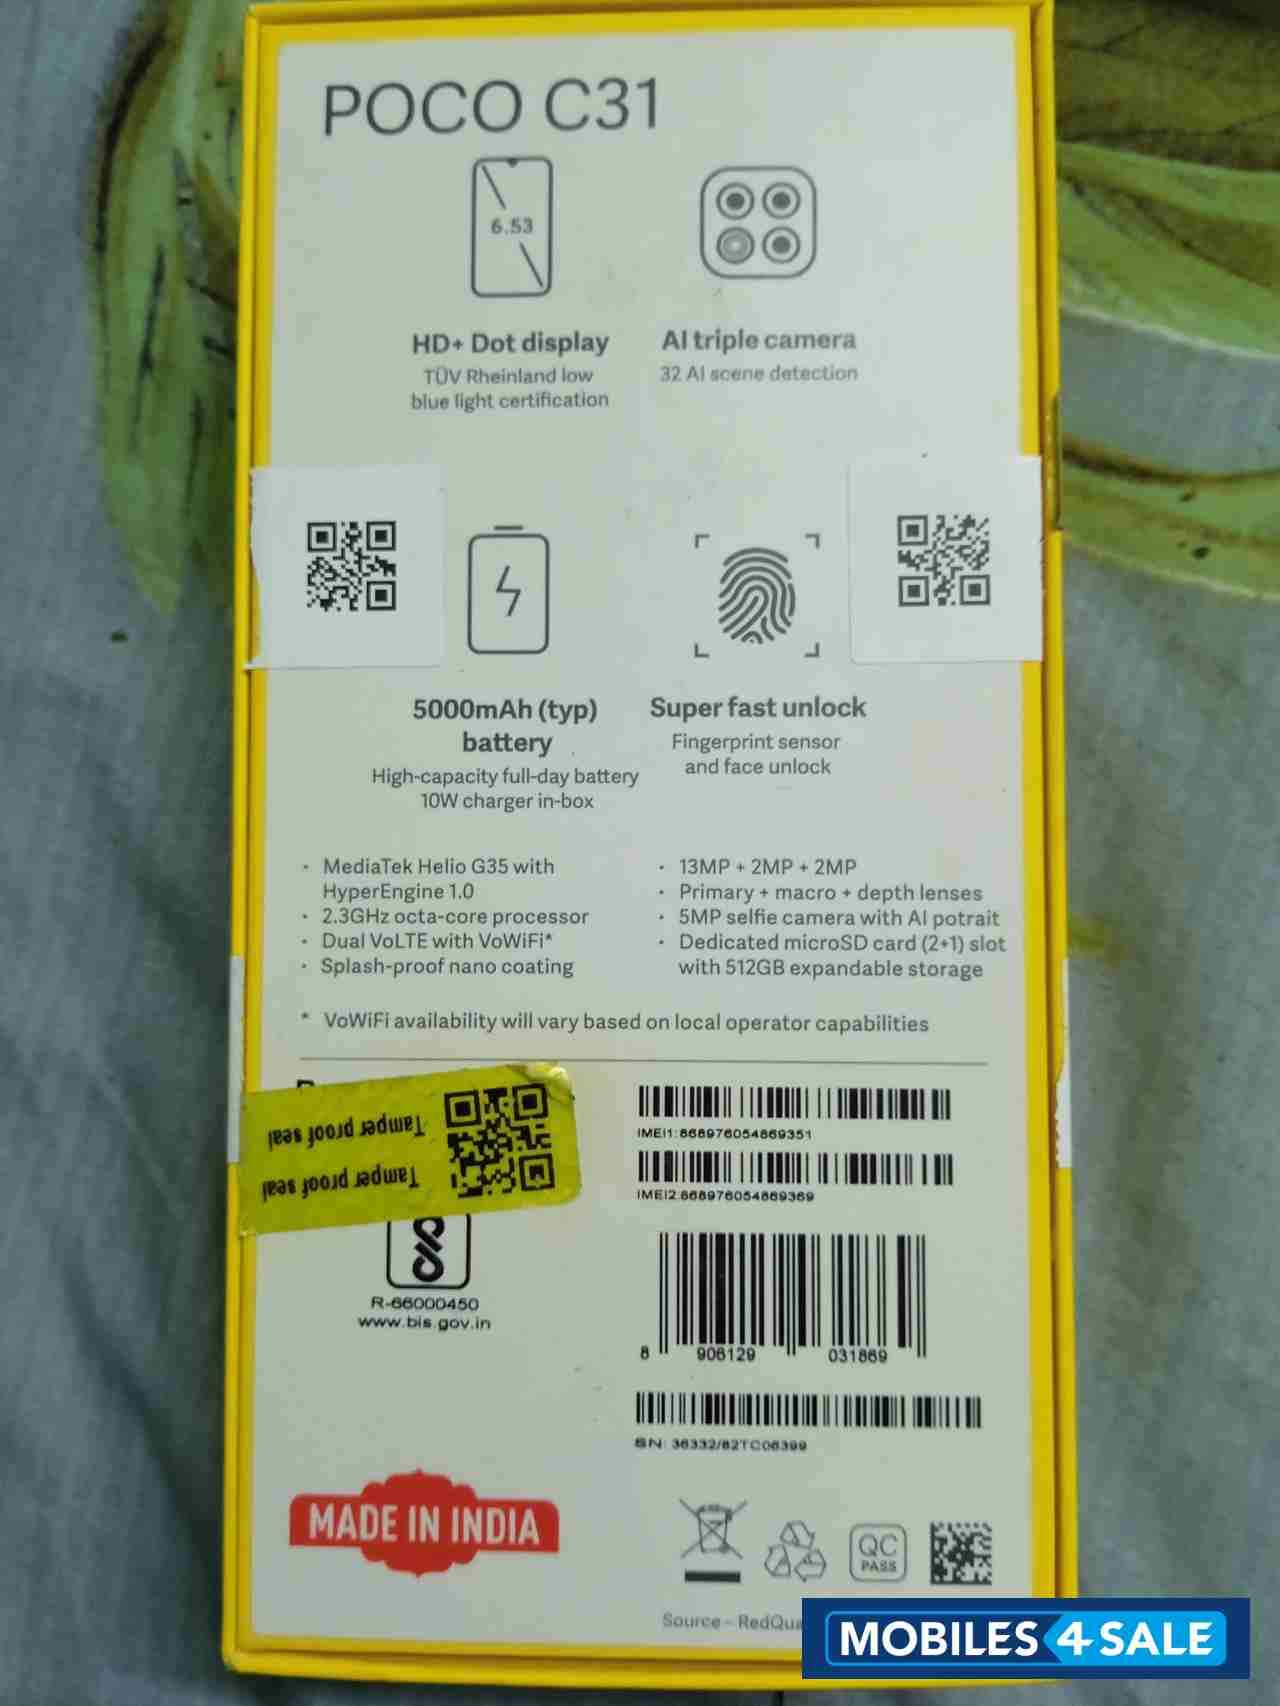 POCO C31
6.53
HD+ Dot display
TÜV Rheinland low
blue light certification
AI triple camera
32 AI scene detection
5000mAh (typ)
battery
High-capacity full-day battery
10W charger in-box
Super fast unlock
Fingerprint sensor
and face unlock
· MediaTek Helio G35 with
HyperEngine 1.0
· 2.3GHz octa-core processor
· Dual VoLTE with VoWiFi*
· Splash-proof nano coating
· 13MP + 2MP + 2MP
· Primary + macro + depth lenses
· 5MP selfie camera with AI potrait
· Dedicated microSD card (2+1) slot
with 512GB expandable storage
* VoWiFi availability will vary based on local operator capabilities
Tamper proof seal
Tamper proof seal
R-66000450
www.bis.gov.in
IMEI1:868976054869351
IMEI2:868976054869369
8 906129 031869
SN: 36332/82TC06399
MADE IN INDIA
QC
PASS
Source - RedQua
MOBILES4SALE